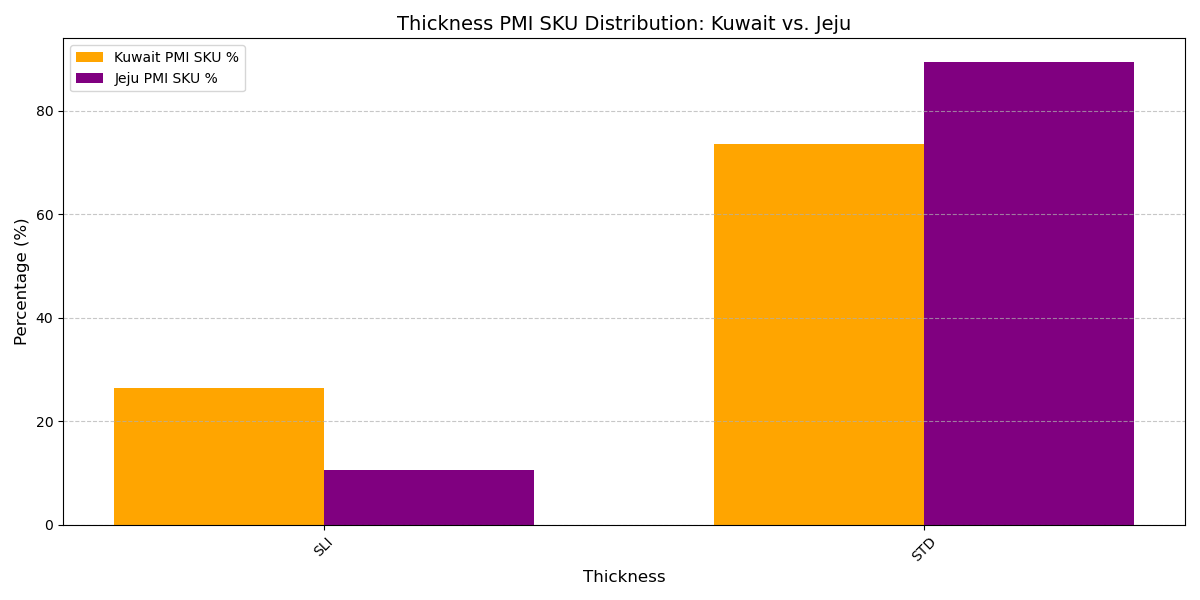 Thickness PMI SKU Distribution: Kuwait vs. Jeju
Kuwait PMI SKU %
Jeju PMI SKU %
Percentage (%)
80
60
40
20
0
SLI
STD
Thickness